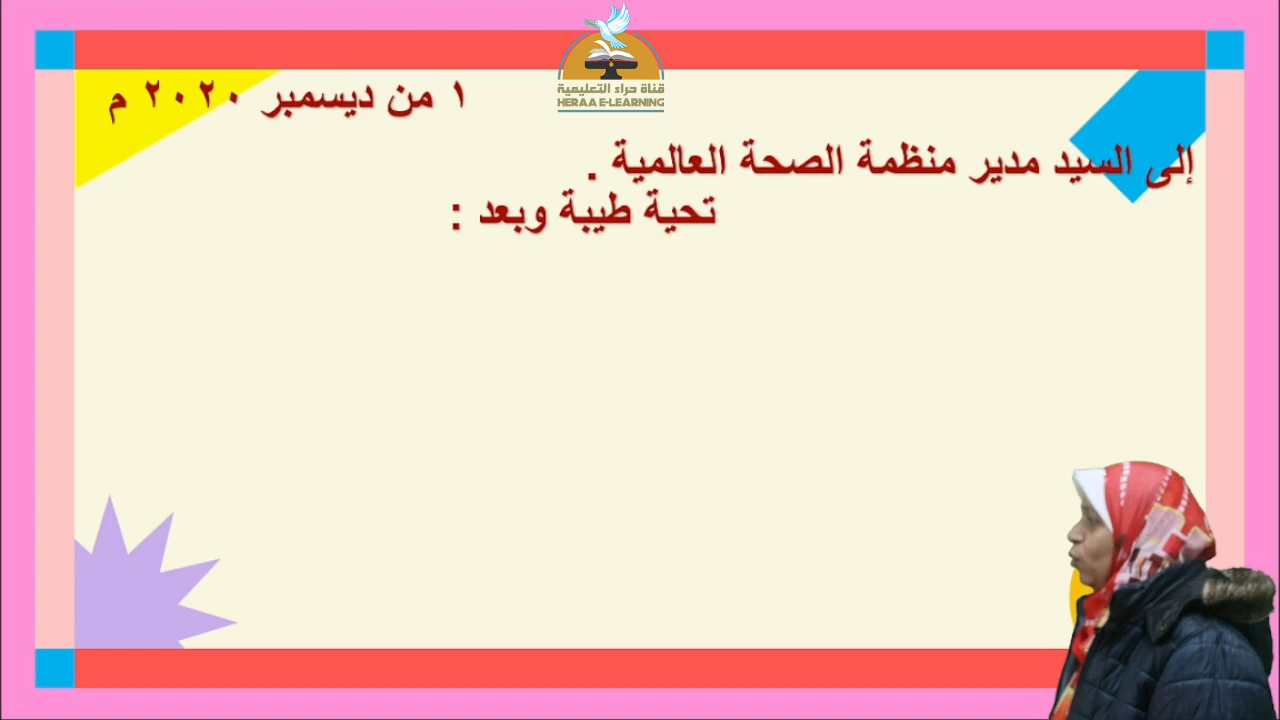 قناة حراء التعليمية
HERAA E-LEARNING
١ من ديسمبر ٢٠٢٠ م
إلى السيد مدير منظمة الصحة العالمية .
تحية طيبة وبعد :